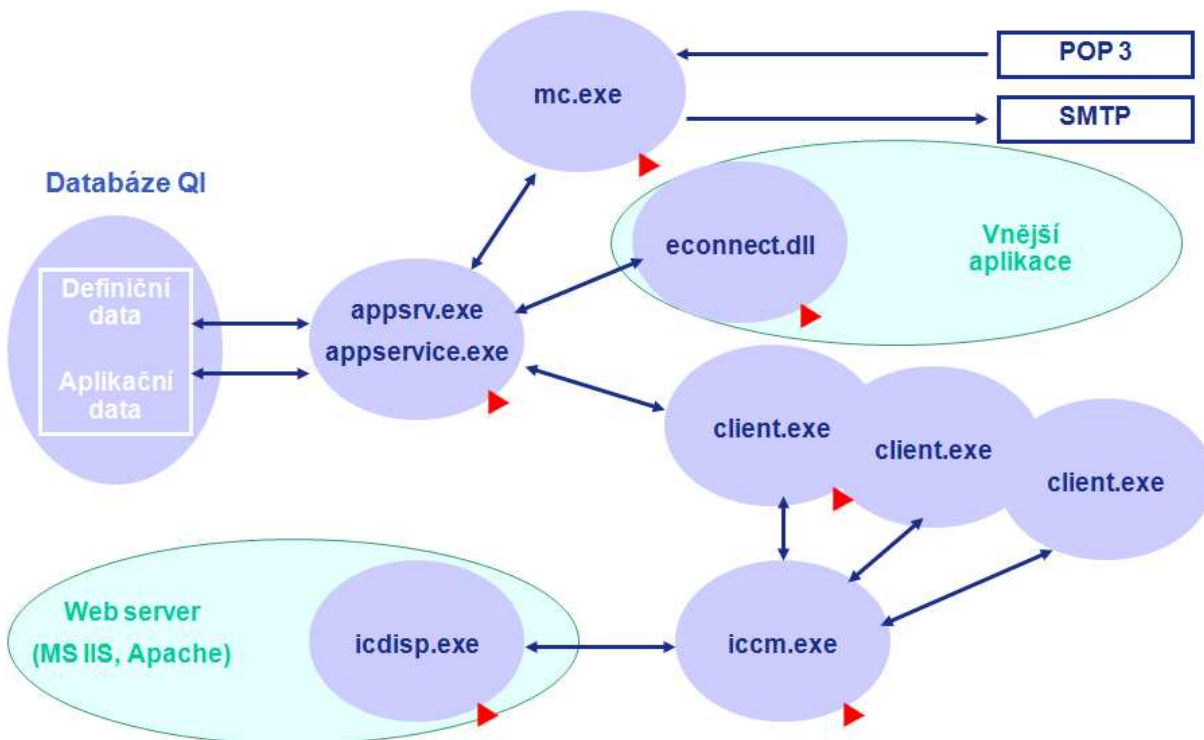 POP 3
mc.exe
SMTP
Databáze QI
econnect.dll
Vnější
aplikace
Definiční
data
appsrv.exe
appservice.exe
Aplikační
data
client.exe
client.exe
client.exe
Web server
(MS IIS, Apache)
icdisp.exe
iccm.exe